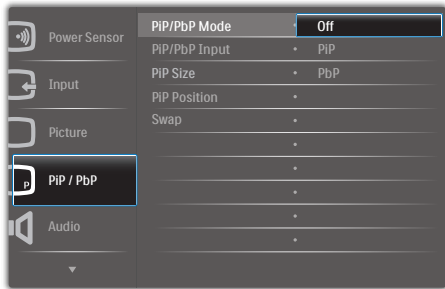 Power Sensor
Input
Picture
P
PiP / PbP
Audio
PiP/PbP Mode
PiP/PbP Input
PiP Size
PiP Position
Swap
Off
PiP
PbP